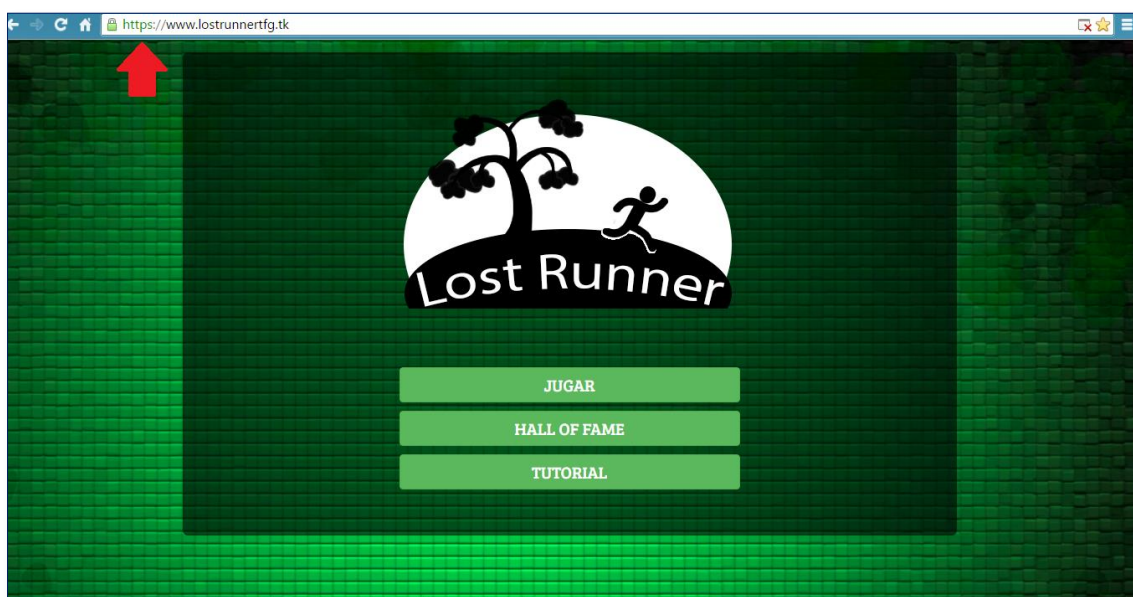 https://www.lostrunnertfg.tk
Lost Runner
JUGAR
HALL OF FAME
TUTORIAL